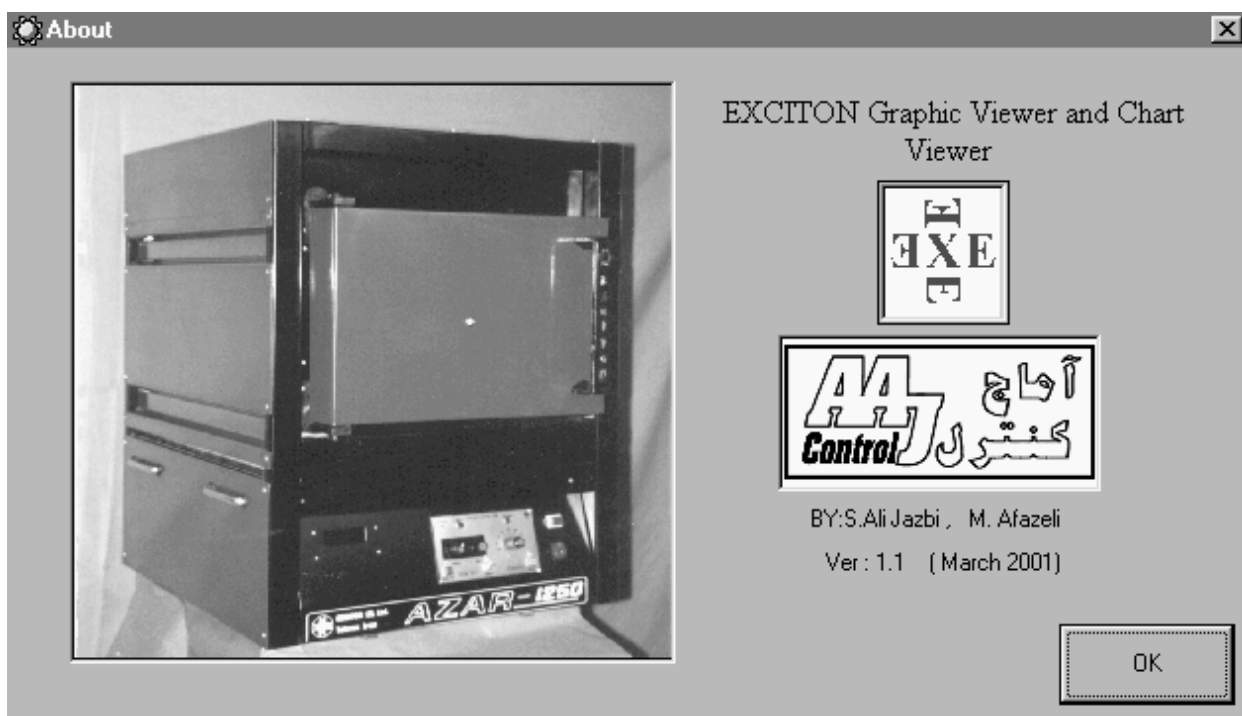 About
EXCITON Graphic Viewer and Chart
Viewer
E
EXE
E
AAJ
Control
آماج
کنترل
BY:S.Ali Jazbi , M. Afazeli
Ver : 1.1 ( March 2001)
AZAR-1250
OK